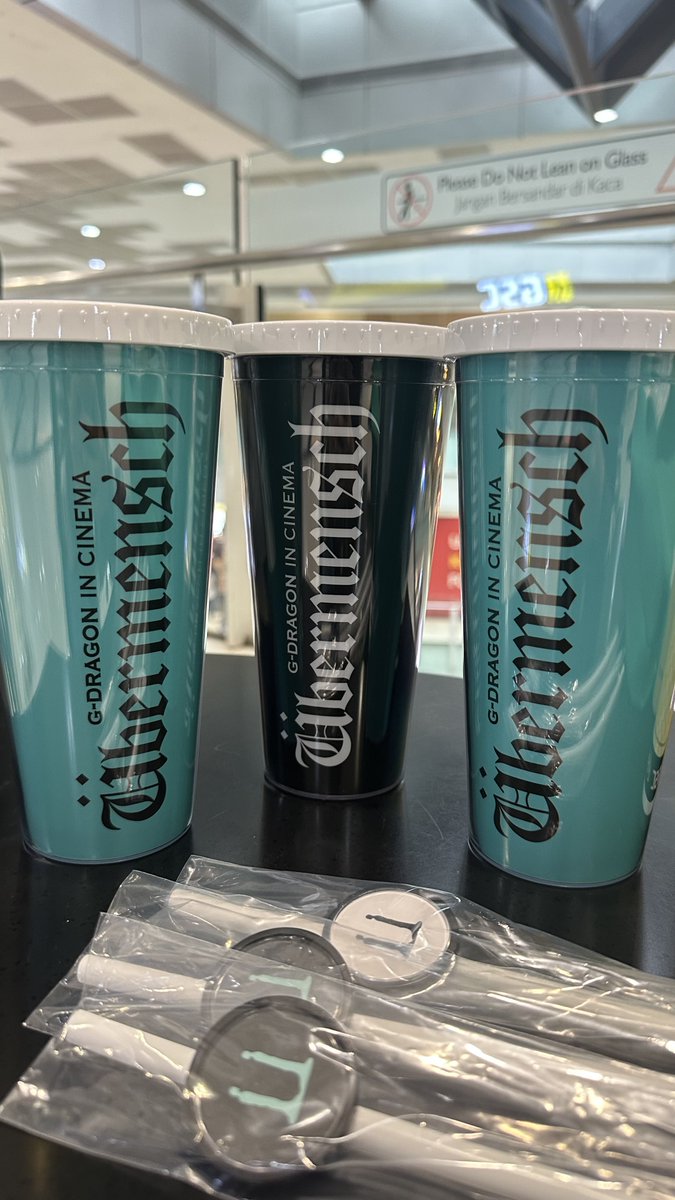 Please Do Not Lean on Glass
Jangan Bersandar di Kaca
GSC
G-DRAGON IN CINEMA
Übermensch
G-DRAGON IN CINEMA
Übermensch
G-DRAGON IN CINEMA
Übermensch
Ü
Ü
Ü